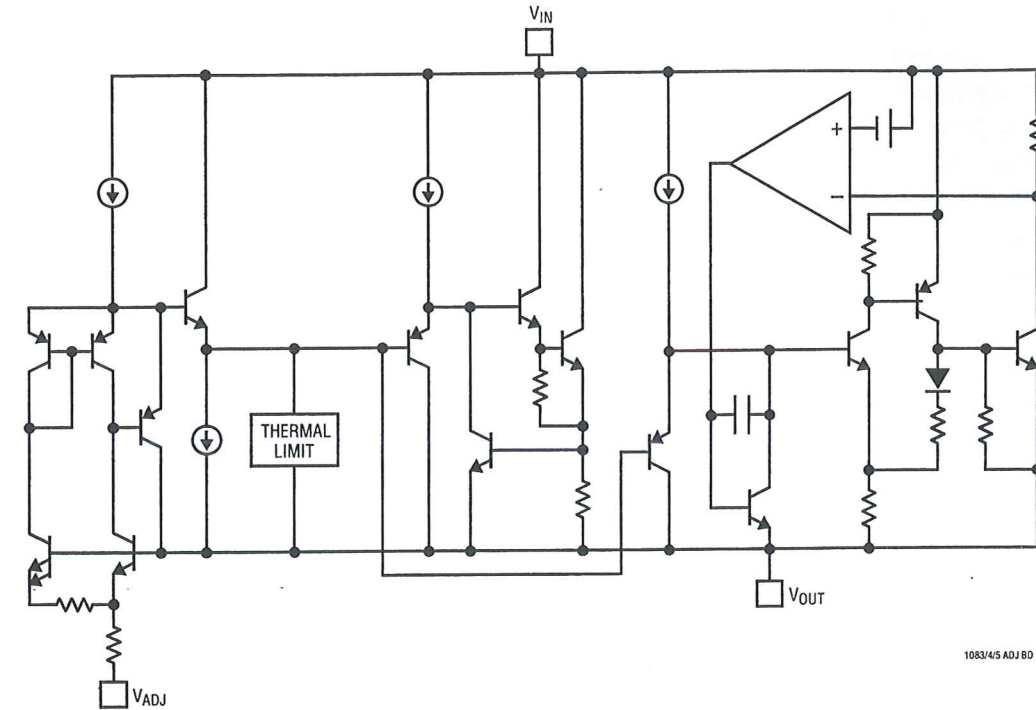 VIN
+
−
THERMAL
LIMIT
VOUT
1083/4/5 ADJ BD
VADJ